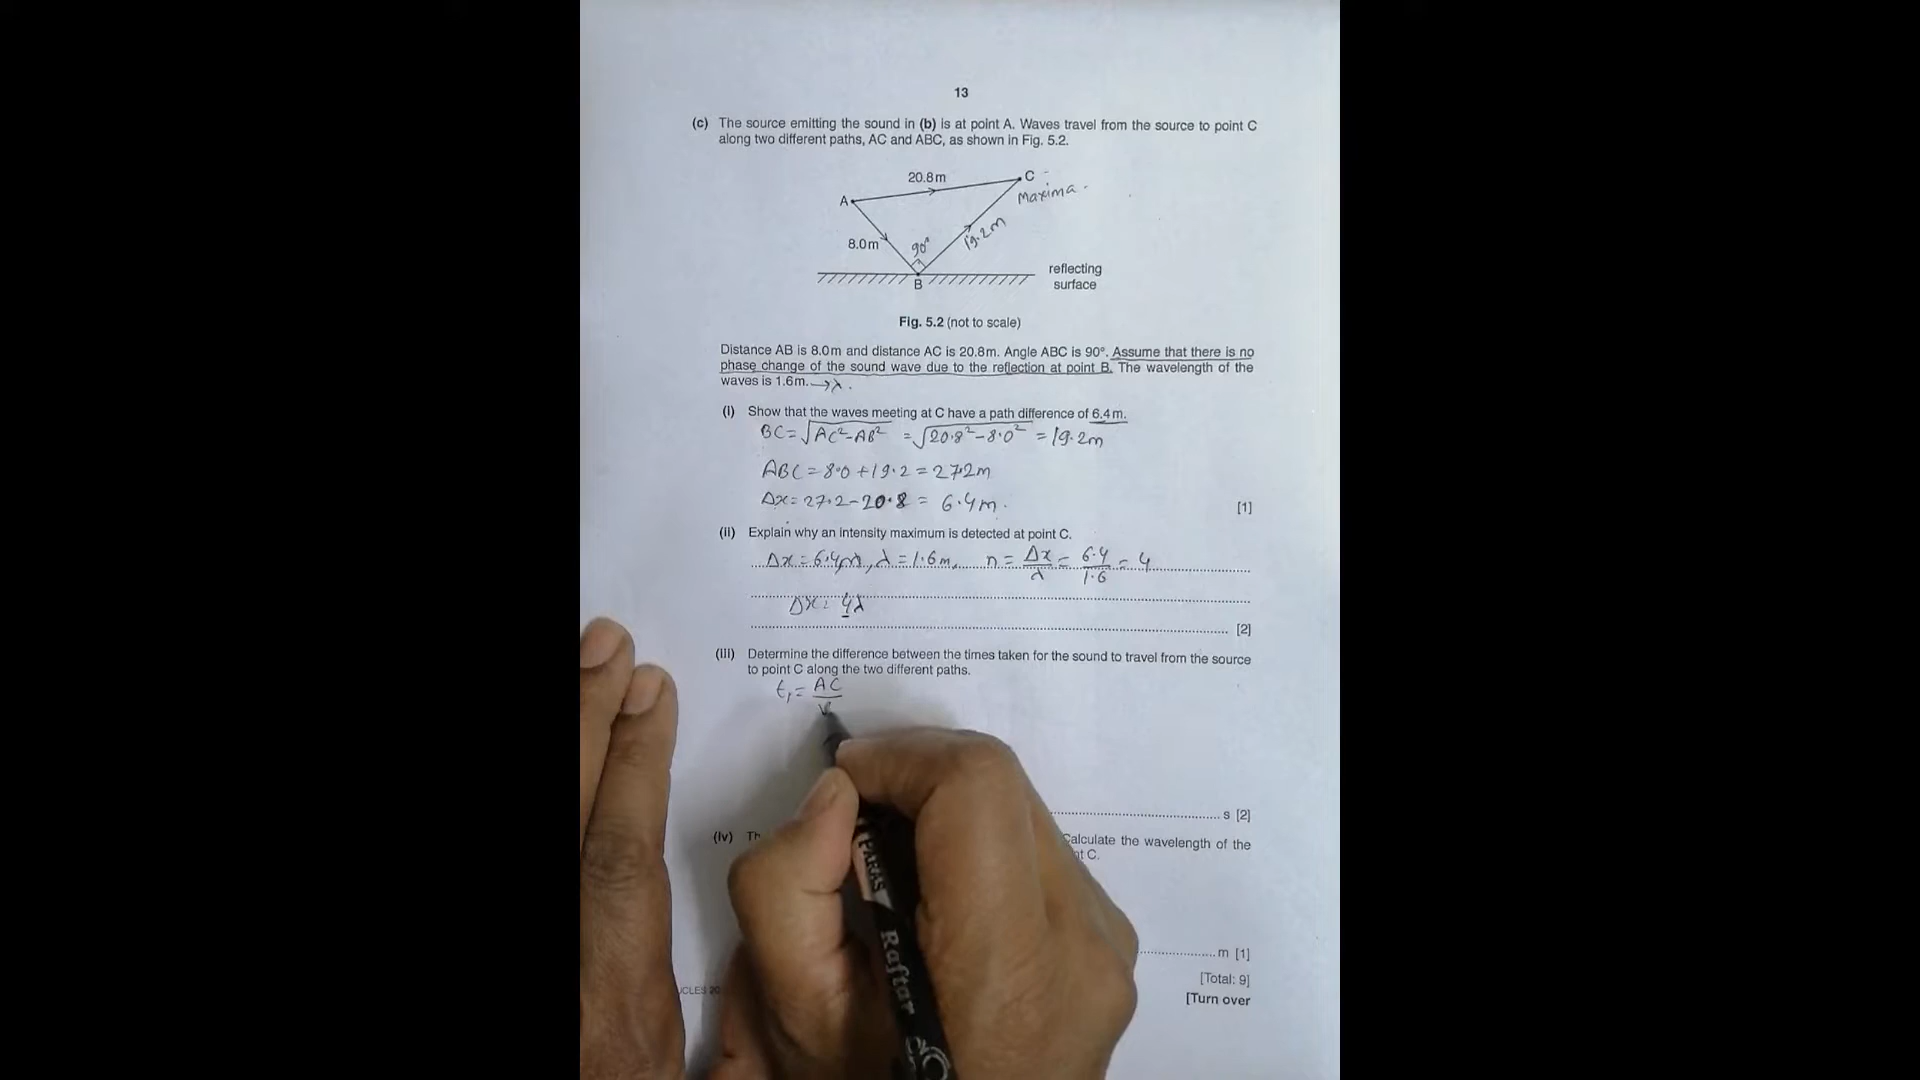 13
(c) The source emitting the sound in (b) is at point A. Waves travel from the source to point C
along two different paths, AC and ABC, as shown in Fig. 5.2.
20.8m
C
Maxima.
A
8.0m
90°
19.2m
reflecting
surface
B
Fig. 5.2 (not to scale)
Distance AB is 8.0m and distance AC is 20.8m. Angle ABC is 90°. Assume that there is no
phase change of the sound wave due to the reflection at point B. The wavelength of the
waves is 1.6m. → λ.
(i) Show that the waves meeting at C have a path difference of 6.4m.
BC = √AC² - AB² = √20.8² - 8.0² = 19.2m
ABC = 8.0 + 19.2 = 27.2m
Δx = 27.2 - 20.8 = 6.4m.
[1]
(ii) Explain why an intensity maximum is detected at point C.
Δx = 6.4m, λ = 1.6m, n = Δx/λ = 6.4/1.6 = 4
Δx = 4λ
[2]
(iii) Determine the difference between the times taken for the sound to travel from the source
to point C along the two different paths.
t₁ = AC/v
s [2]
(iv) Th Calculate the wavelength of the
nt C.
m [1]
[Total: 9]
UCLES 20
[Turn over
PARAS
Raftar